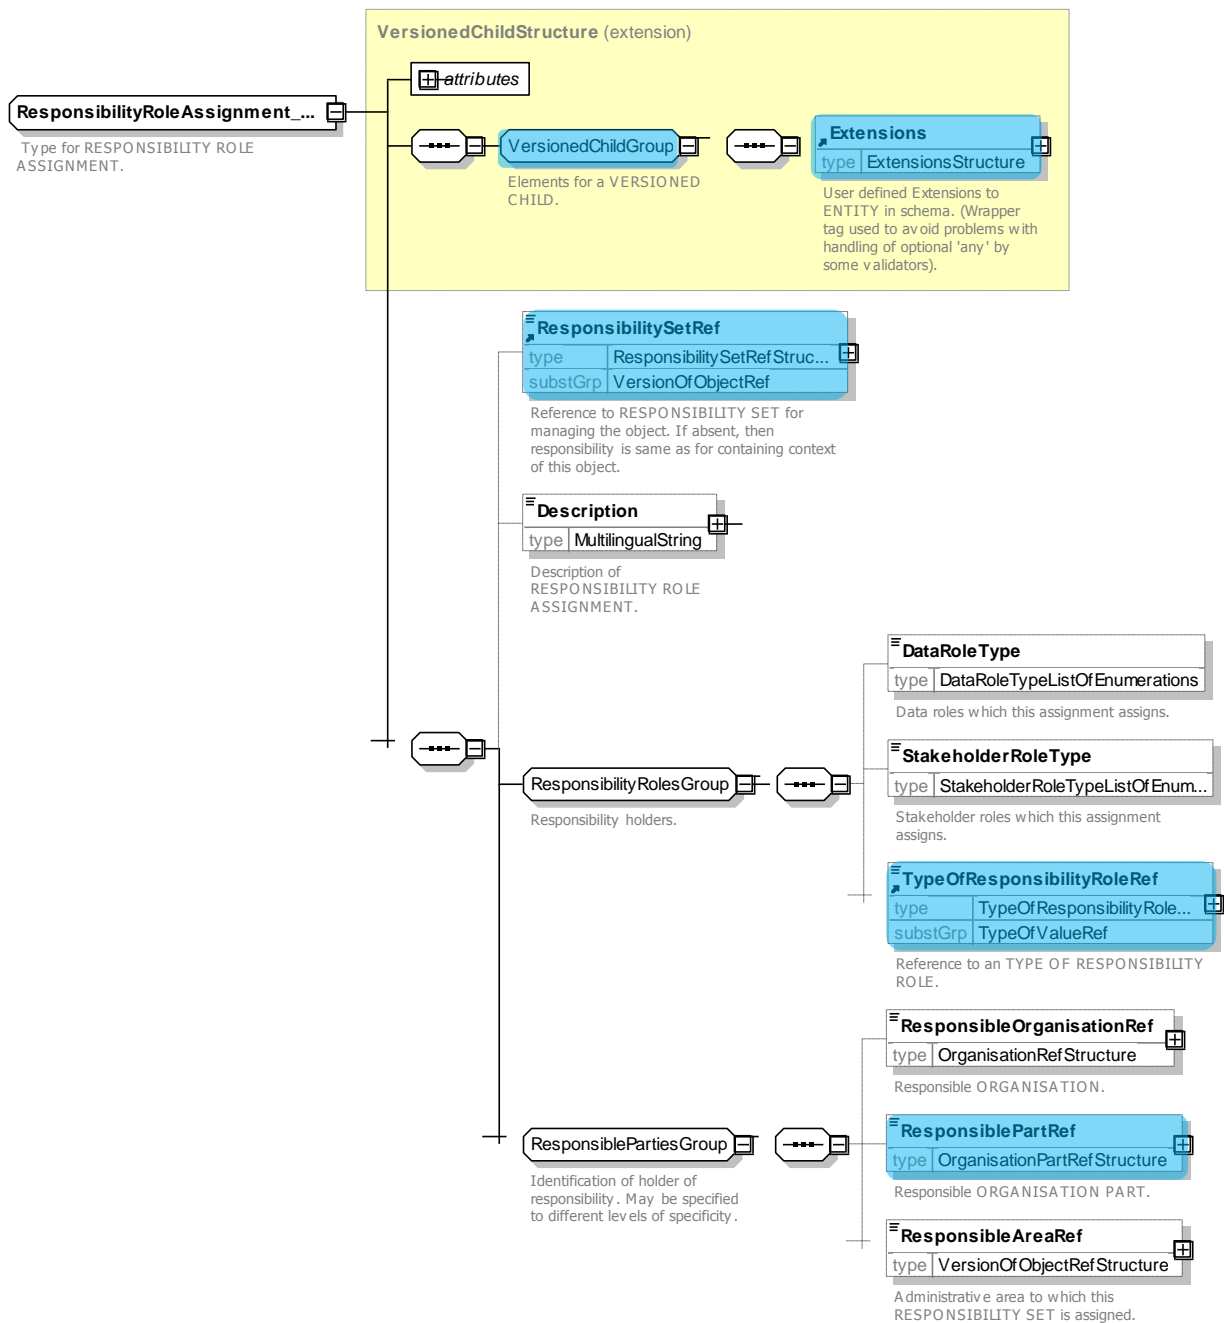 VersionedChildStructure (extension)
attributes
ResponsibilityRoleAssignment_...
Type for RESPONSIBILITY ROLE
ASSIGNMENT.
VersionedChildGroup
Elements for a VERSIONED
CHILD.
Extensions
type ExtensionsStructure
User defined Extensions to
ENTITY in schema. (Wrapper
tag used to avoid problems with
handling of optional 'any' by
some validators).
ResponsibilitySetRef
type ResponsibilitySetRefStruc...
substGrp VersionOfObjectRef
Reference to RESPONSIBILITY SET for
managing the object. If absent, then
responsibility is same as for containing context
of this object.
Description
type MultilingualString
Description of
RESPONSIBILITY ROLE
ASSIGNMENT.
ResponsibilityRolesGroup
Responsibility holders.
DataRoleType
type DataRoleTypeListOfEnumerations
Data roles which this assignment assigns.
StakeholderRoleType
type StakeholderRoleTypeListOfEnum...
Stakeholder roles which this assignment
assigns.
TypeOfResponsibilityRoleRef
type TypeOfResponsibilityRole...
substGrp TypeOfValueRef
Reference to an TYPE OF RESPONSIBILITY
ROLE.
ResponsiblePartiesGroup
Identification of holder of
responsibility. May be specified
to different levels of specificity.
ResponsibleOrganisationRef
type OrganisationRefStructure
Responsible ORGANISATION.
ResponsiblePartRef
type OrganisationPartRefStructure
Responsible ORGANISATION PART.
ResponsibleAreaRef
type VersionOfObjectRefStructure
Administrative area to which this
RESPONSIBILITY SET is assigned.